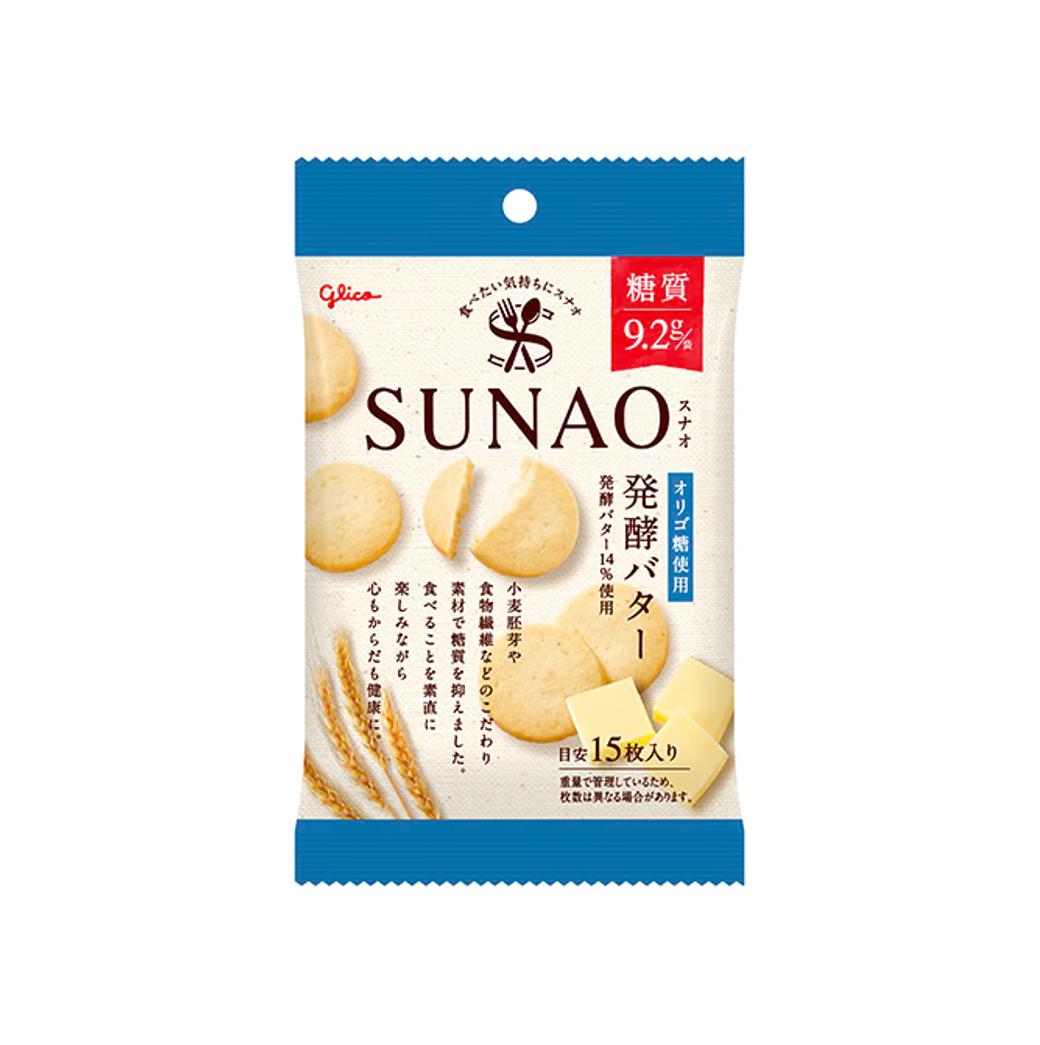 Glico
食べたい気持ちにスナオ
糖質
9.2g/袋
SUNAO
スナオ
オリゴ糖使用
発酵バター
発酵バター14%使用
小麦胚芽や
食物繊維などのこだわり
素材で糖質を抑えました。
食べることを素直に
楽しみながら
心もからだも健康に。
目安15枚入り
重量で管理しているため、
枚数は異なる場合があります。